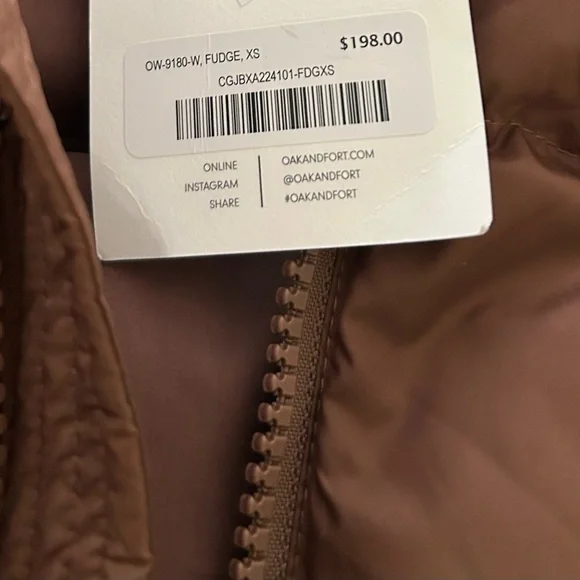 OW-9180-W, FUDGE, XS $198.00
CGJBXA224101-FDGXS
ONLINE OAKANDFORT.COM
INSTAGRAM @OAKANDFORT
SHARE #OAKANDFORT